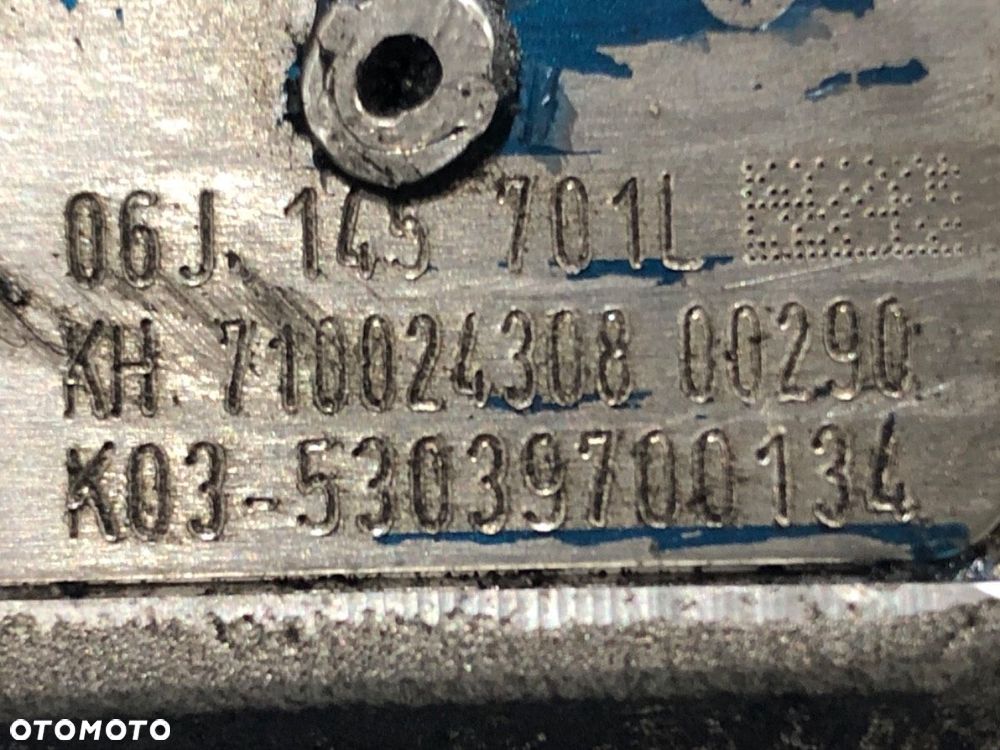 06J 145 701L
KH 710024308 00290
K03-53039700134
OTOMOTO